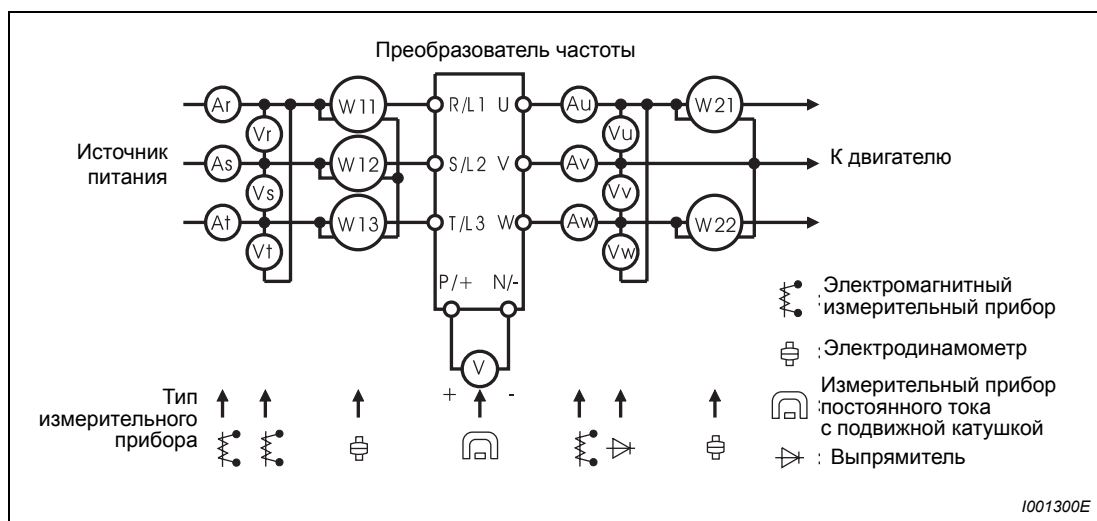 Преобразователь частоты
Ar
W11
R/L1 U
Au
W21
Vr
Vu
Источник
питания
As
W12
S/L2 V
Av
К двигателю
Vs
Vv
At
W13
T/L3 W
Aw
W22
Vt
Vw
P/+ N/-
: Электромагнитный
измерительный прибор
V
+ -
: Электродинамометр
Тип
измерительного
прибора
: Измерительный прибор
постоянного тока
с подвижной катушкой
: Выпрямитель
I001300E